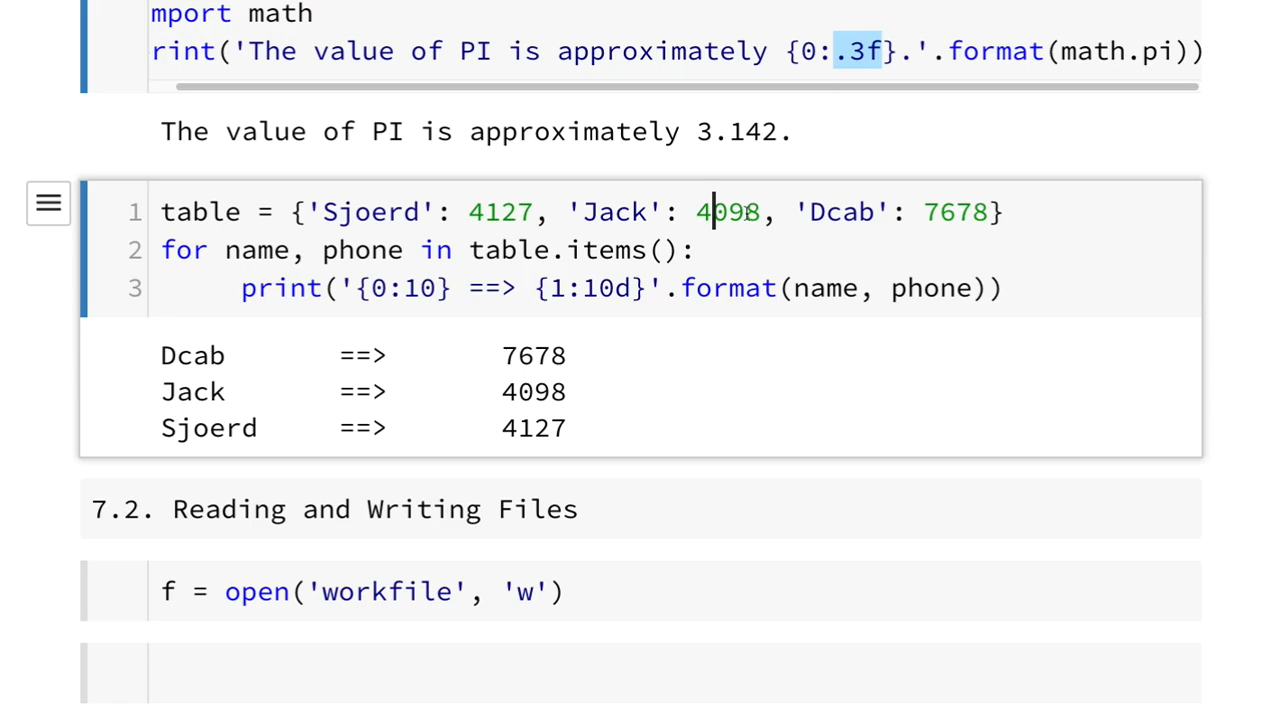 mport math
rint('The value of PI is approximately {0:.3f}.'.format(math.pi))
The value of PI is approximately 3.142.
1 table = {'Sjoerd': 4127, 'Jack': 4098, 'Dcab': 7678}
2 for name, phone in table.items():
3      print('{0:10} ==> {1:10d}'.format(name, phone))
Dcab       ==>       7678
Jack       ==>       4098
Sjoerd     ==>       4127
7.2. Reading and Writing Files
f = open('workfile', 'w')